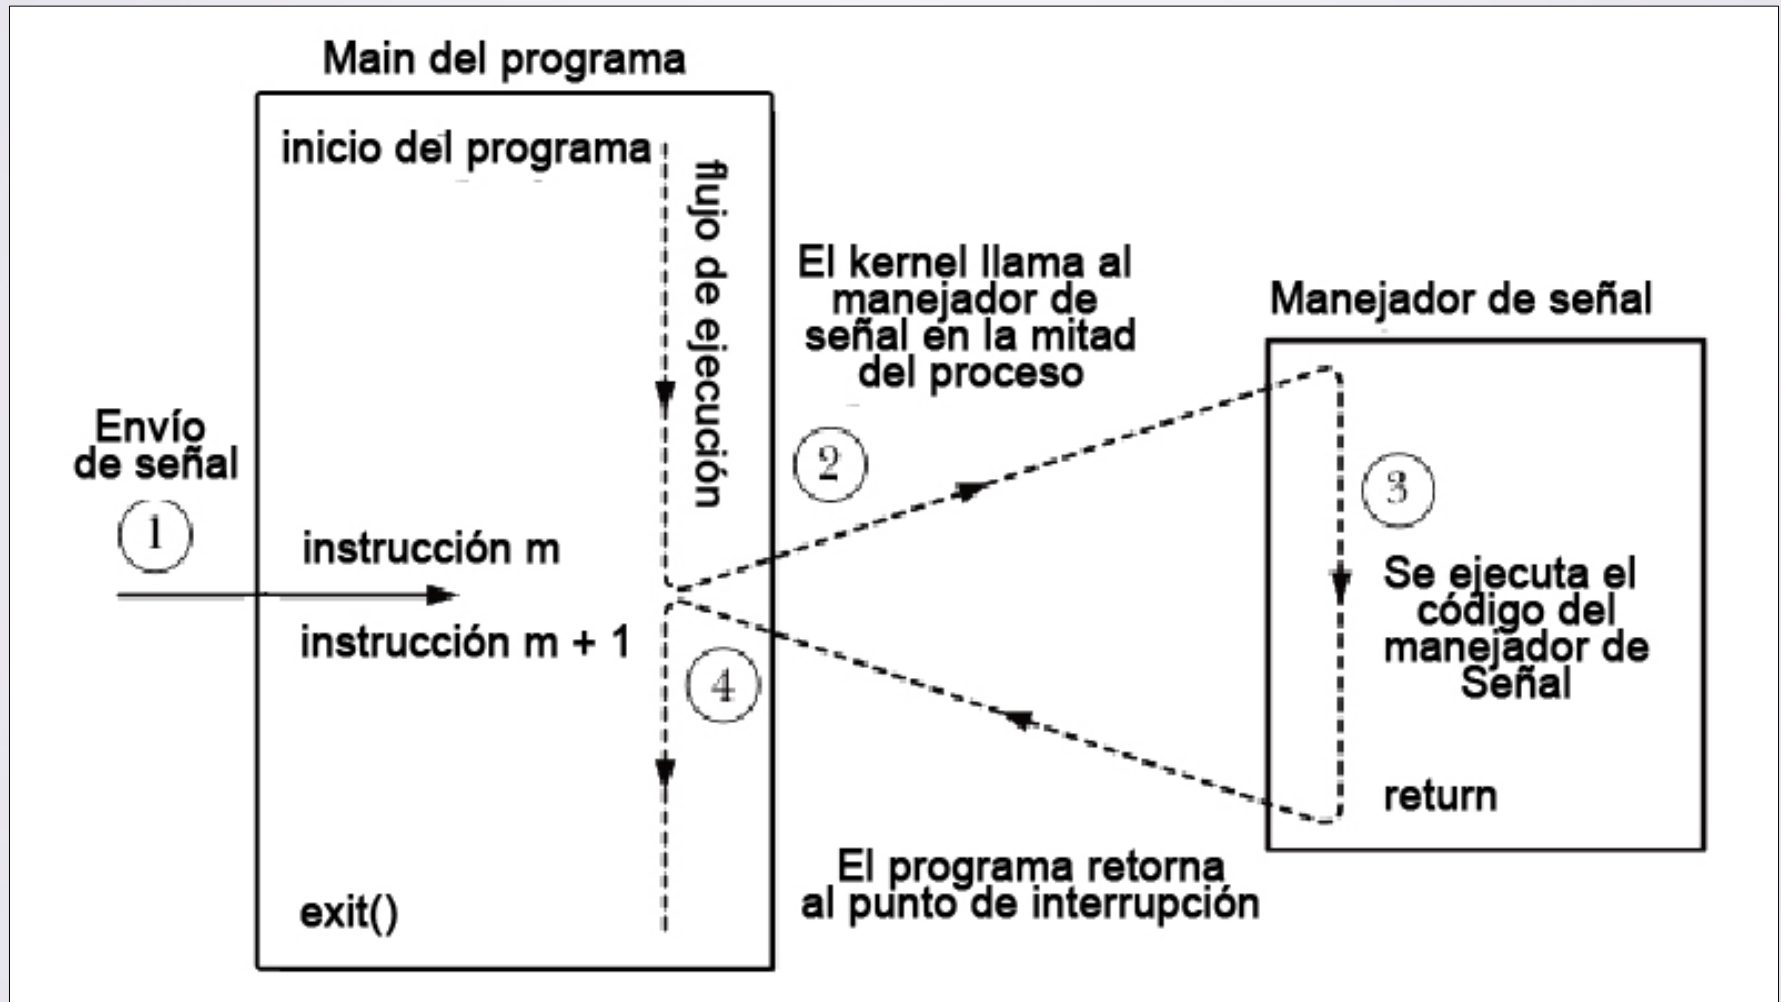 Main del programa
inicio del programa
flujo de ejecución
Envío
de señal
1
instrucción m
instrucción m + 1
exit()
El kernel llama al
manejador de
señal en la mitad
del proceso
2
Manejador de señal
3
Se ejecuta el
código del
manejador de
Señal
return
4
El programa retorna
al punto de interrupción